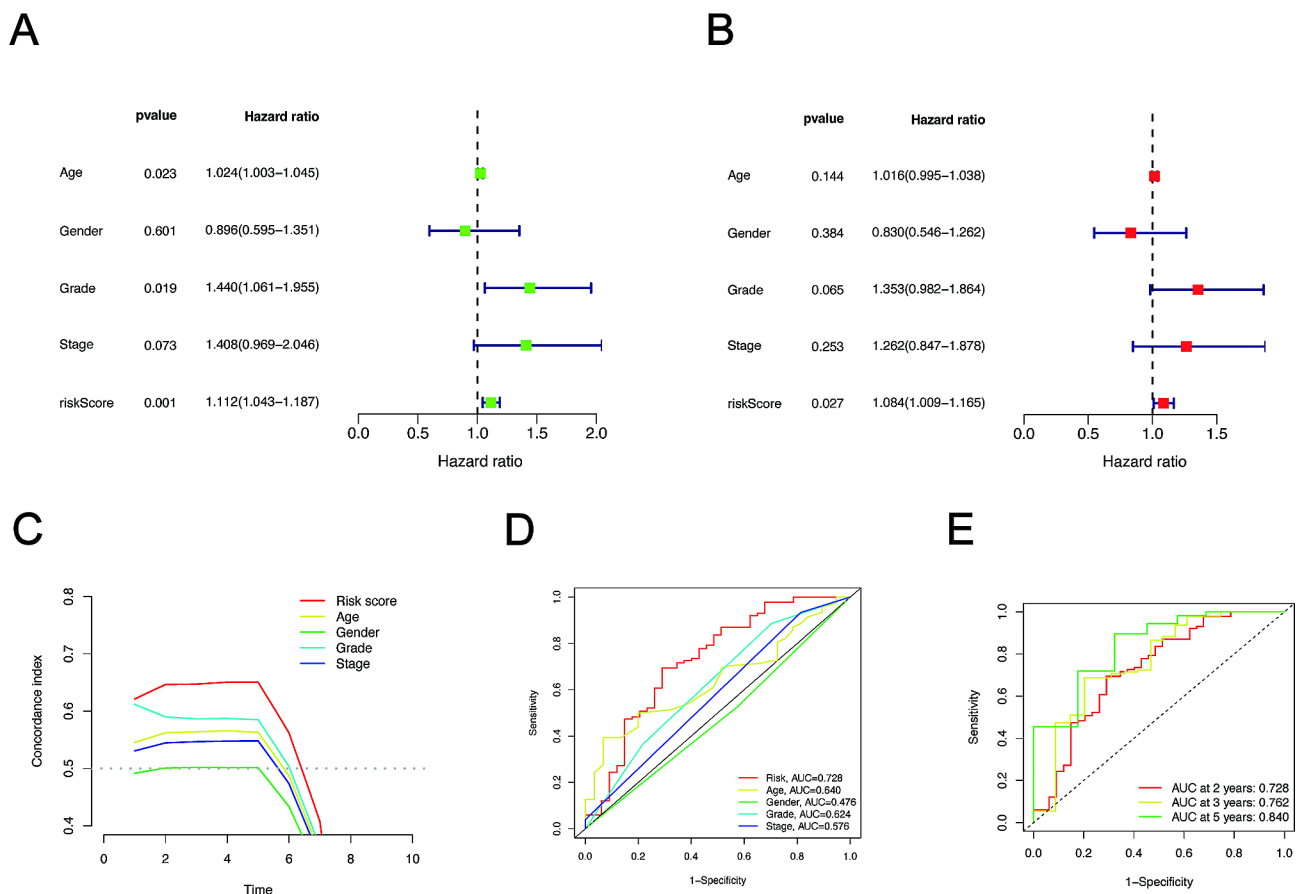 A
pvalue Hazard ratio
Age 0.023 1.024(1.003−1.045)
Gender 0.601 0.896(0.595−1.351)
Grade 0.019 1.440(1.061−1.955)
Stage 0.073 1.408(0.969−2.046)
riskScore 0.001 1.112(1.043−1.187)
0.0 0.5 1.0 1.5 2.0
Hazard ratio
B
pvalue Hazard ratio
Age 0.144 1.016(0.995−1.038)
Gender 0.384 0.830(0.546−1.262)
Grade 0.065 1.353(0.982−1.864)
Stage 0.253 1.262(0.847−1.878)
riskScore 0.027 1.084(1.009−1.165)
0.0 0.5 1.0 1.5
Hazard ratio
C
Concordance index
0.8
0.7
0.6
0.5
0.4
Risk score
Age
Gender
Grade
Stage
0 2 4 6 8 10
Time
D
Sensitivity
1.0
0.8
0.6
0.4
0.2
0.0
Risk, AUC=0.728
Age, AUC=0.640
Gender, AUC=0.476
Grade, AUC=0.624
Stage, AUC=0.576
0.0 0.2 0.4 0.6 0.8 1.0
1−Specificity
E
Sensitivity
1.0
0.8
0.6
0.4
0.2
0.0
AUC at 2 years: 0.728
AUC at 3 years: 0.762
AUC at 5 years: 0.840
0.0 0.2 0.4 0.6 0.8 1.0
1−Specificity